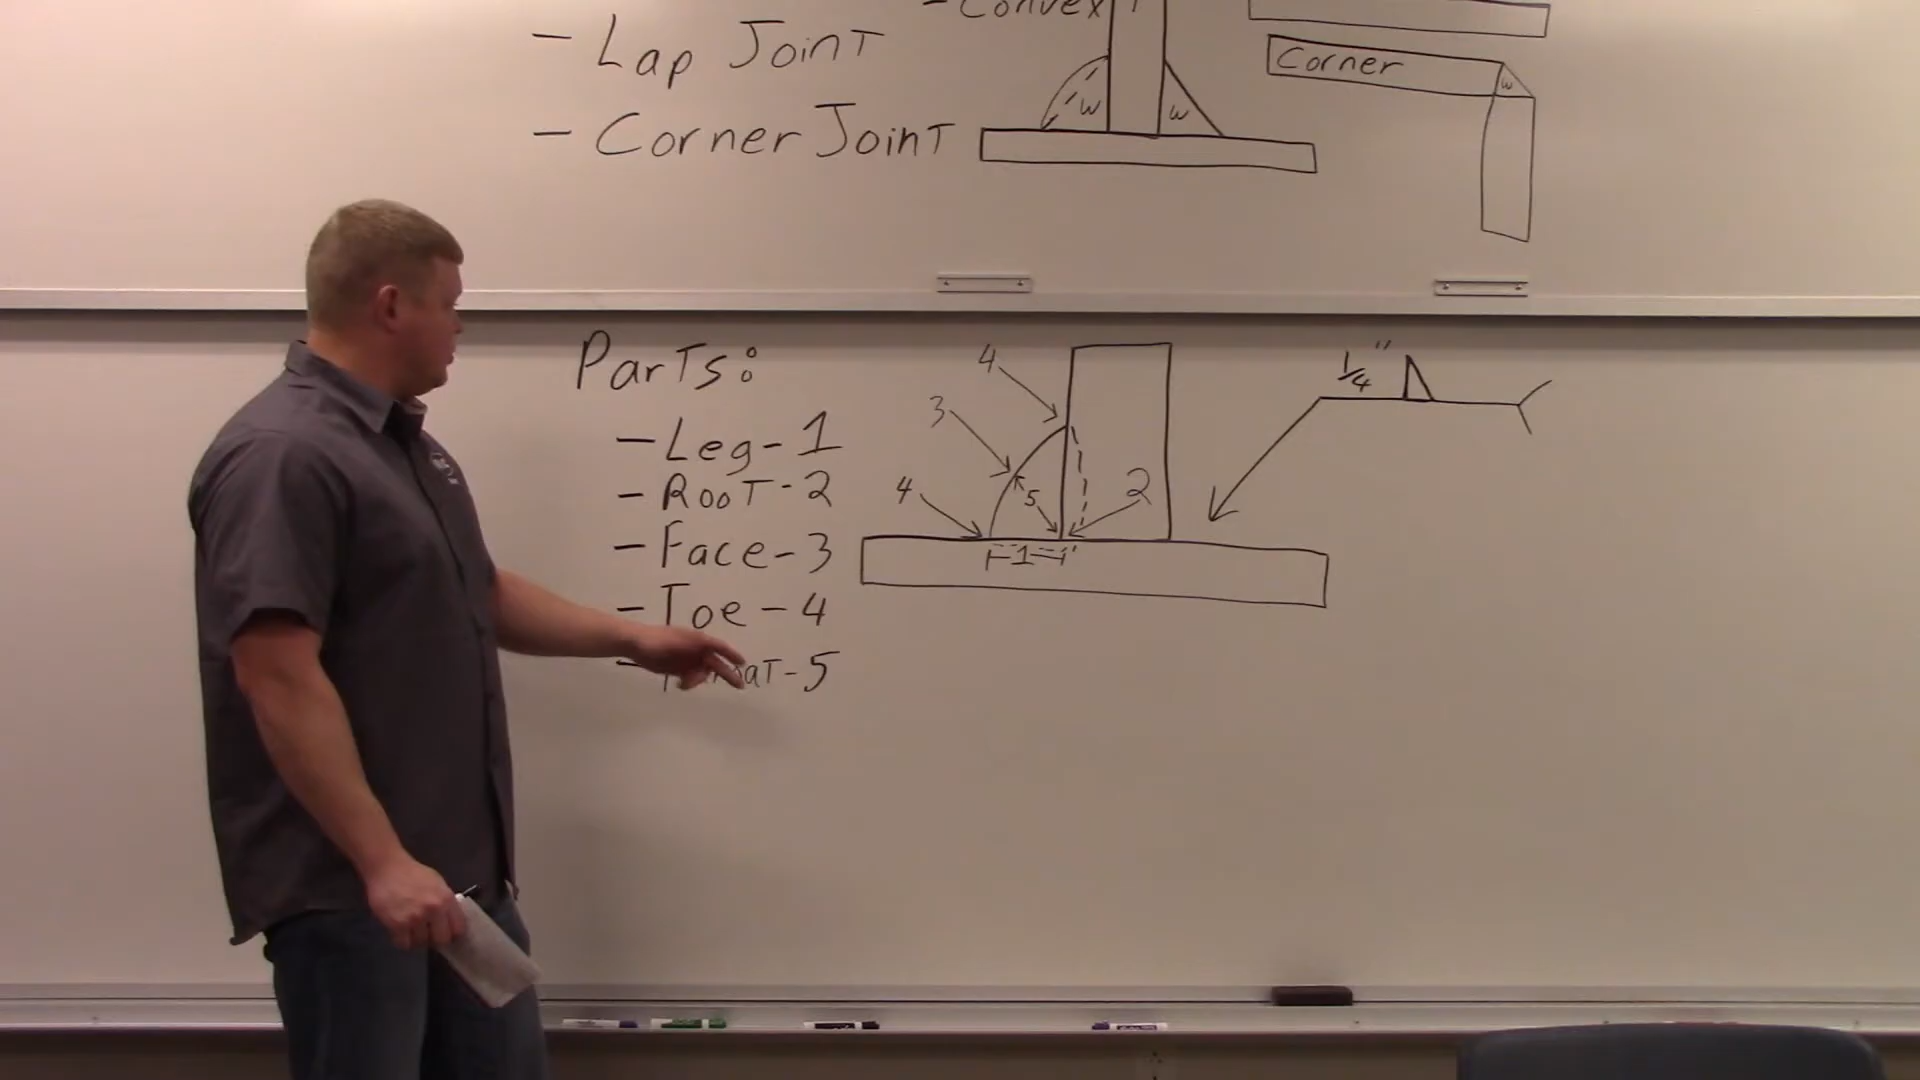 - Convex
- Lap Joint
- Corner Joint
w
w
Corner
w
Parts:
- Leg-1
- Root-2
- Face-3
- Toe-4
4
3
4
5
2
1
1/4"